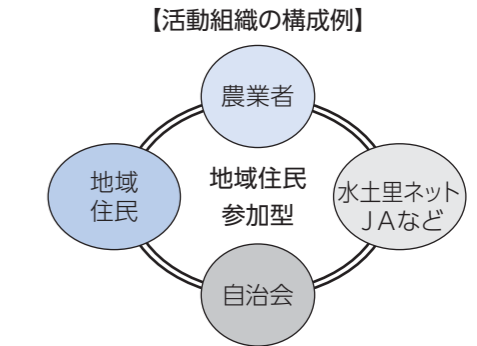 【活動組織の構成例】
農業者
地域
住民
地域住民
参加型
水土里ネット
JAなど
自治会